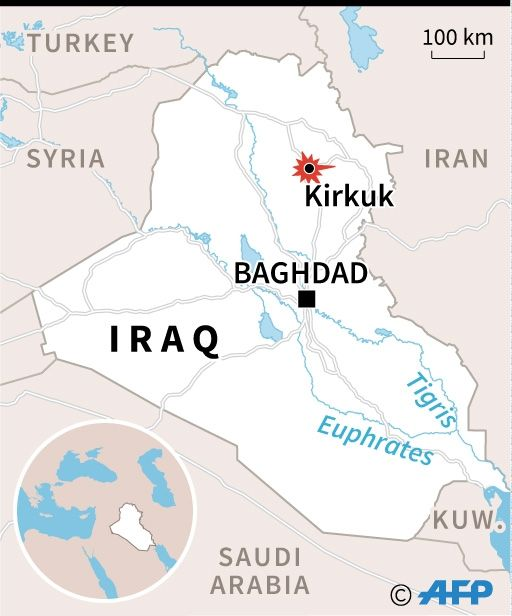 TURKEY
100 km
SYRIA
IRAN
Kirkuk
BAGHDAD
IRAQ
Tigris
Euphrates
KUW.
SAUDI
ARABIA
© AFP